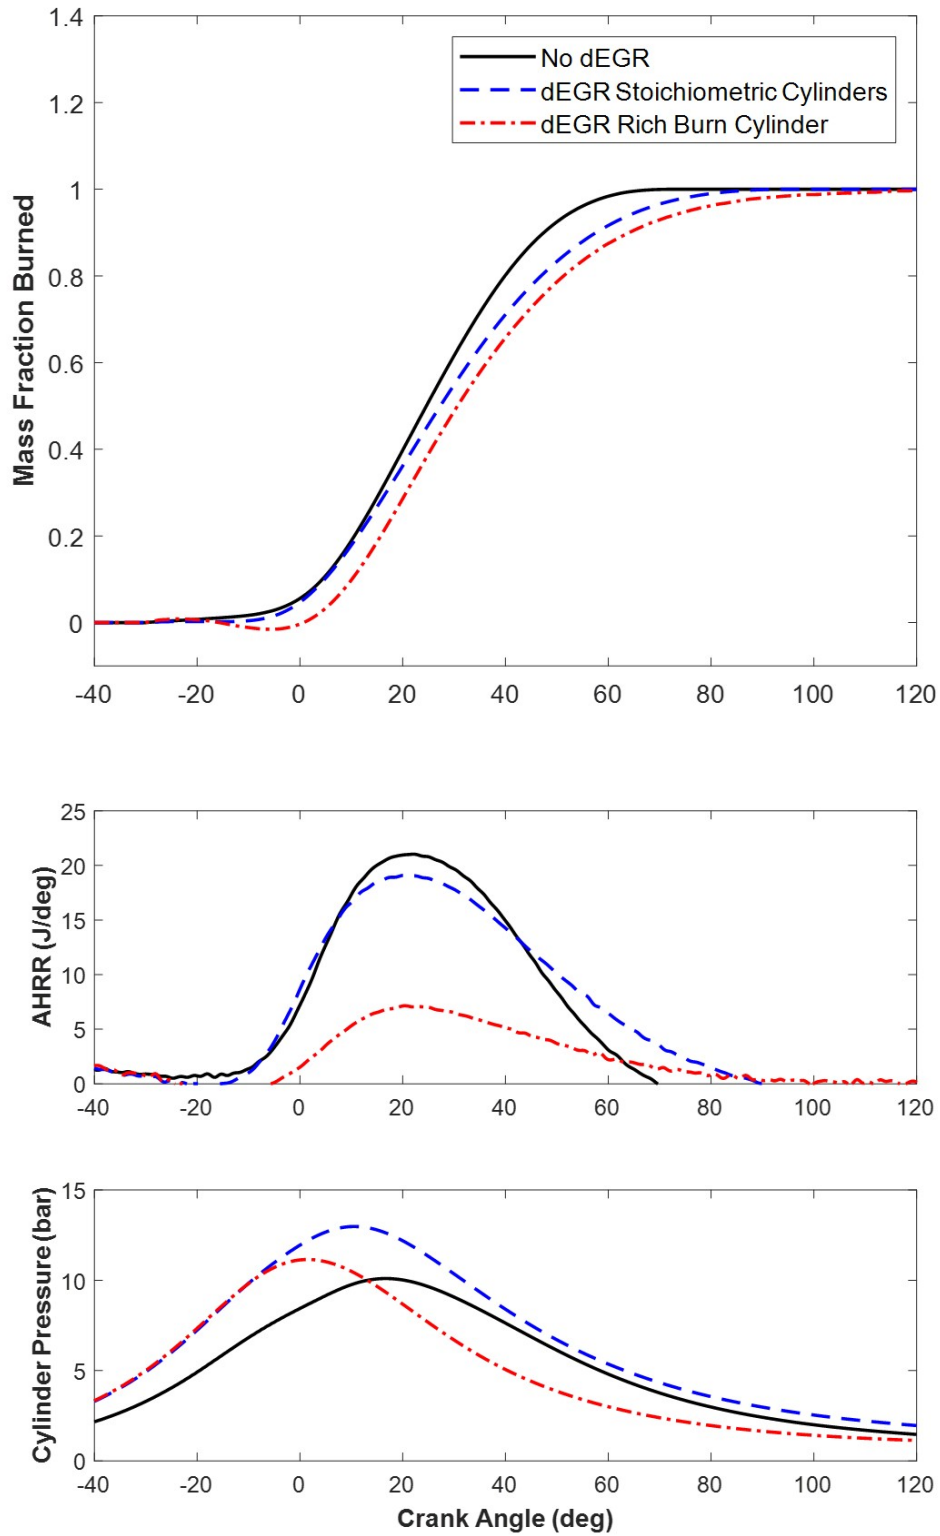 1.4
1.2
1
0.8
0.6
0.4
0.2
0
Mass Fraction Burned
No dEGR
dEGR Stoichiometric Cylinders
dEGR Rich Burn Cylinder
-40 -20 0 20 40 60 80 100 120
25
20
15
10
5
0
AHRR (J/deg)
-40 -20 0 20 40 60 80 100 120
15
10
5
0
Cylinder Pressure (bar)
-40 -20 0 20 40 60 80 100 120
Crank Angle (deg)